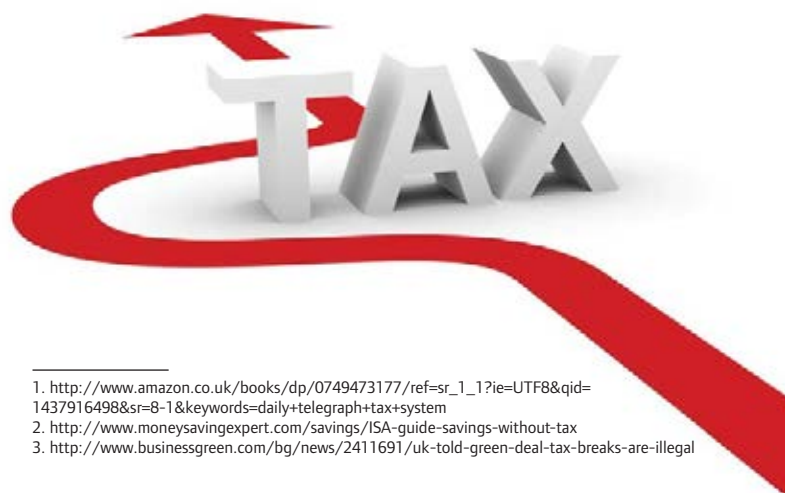 TAX
1. http://www.amazon.co.uk/books/dp/0749473177/ref=sr_1_1?ie=UTF8&qid=
1437916498&sr=8-1&keywords=daily+telegraph+tax+system
2. http://www.moneysavingexpert.com/savings/ISA-guide-savings-without-tax
3. http://www.businessgreen.com/bg/news/2411691/uk-told-green-deal-tax-breaks-are-illegal